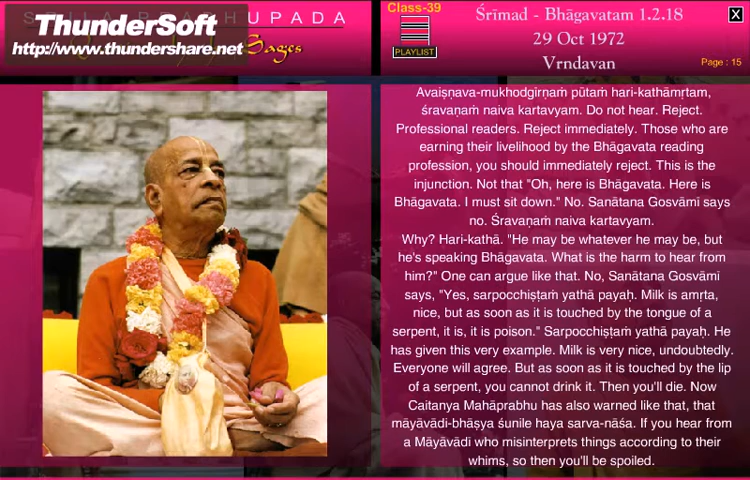 SRILA PRABHUPADA
ThunderSoft
http://www.thundershare.net
Sages
Class-39
PLAYLIST
Śrīmad - Bhāgavatam 1.2.18
29 Oct 1972
Vrndavan
X
Page : 15
Avaiṣṇava-mukhodgīrṇaṁ pūtaṁ hari-kathāmṛtam,
śravaṇaṁ naiva kartavyam. Do not hear. Reject.
Professional readers. Reject immediately. Those who are
earning their livelihood by the Bhāgavata reading
profession, you should immediately reject. This is the
injunction. Not that "Oh, here is Bhāgavata. Here is
Bhāgavata. I must sit down." No. Sanātana Gosvāmī says
no. Śravaṇaṁ naiva kartavyam.
Why? Hari-kathā. "He may be whatever he may be, but
he's speaking Bhāgavata. What is the harm to hear from
him?" One can argue like that. No, Sanātana Gosvāmī
says, "Yes, sarpocchiṣṭaṁ yathā payaḥ. Milk is amṛta,
nice, but as soon as it is touched by the tongue of a
serpent, it is, it is poison." Sarpocchiṣṭaṁ yathā payaḥ. He
has given this very example. Milk is very nice, undoubtedly.
Everyone will agree. But as soon as it is touched by the lip
of a serpent, you cannot drink it. Then you'll die. Now
Caitanya Mahāprabhu has also warned like that, that
māyāvādi-bhāṣya śunile haya sarva-nāśa. If you hear from
a Māyāvādī who misinterprets things according to their
whims, so then you'll be spoiled.